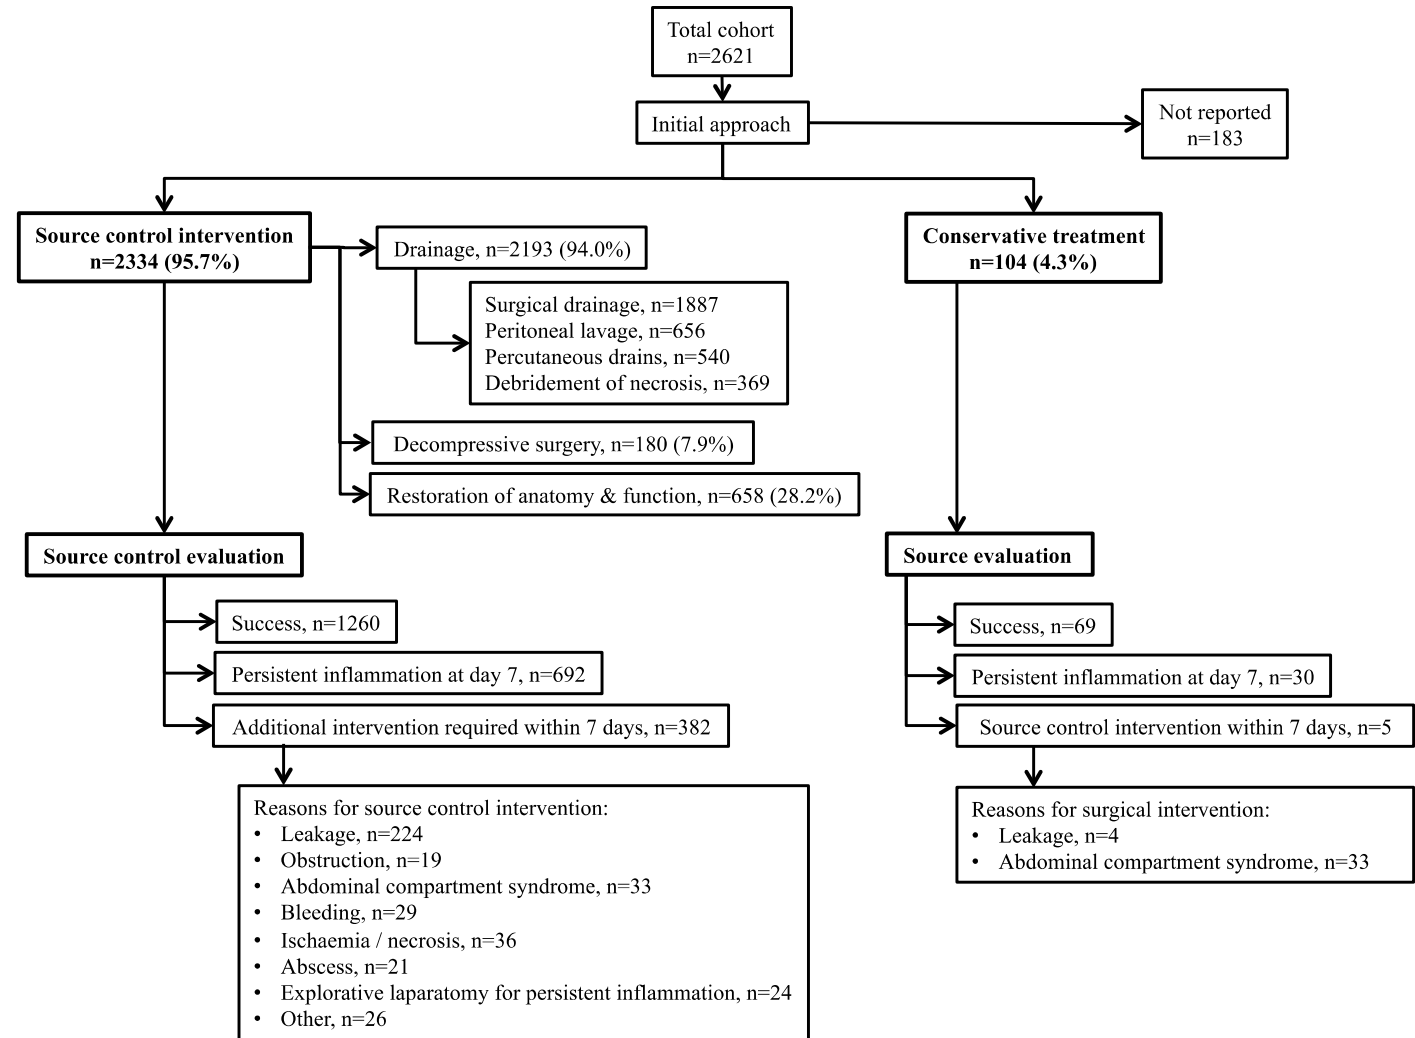 Total cohort
n=2621
Initial approach
Not reported
n=183
Source control intervention
n=2334 (95.7%)
Drainage, n=2193 (94.0%)
Surgical drainage, n=1887
Peritoneal lavage, n=656
Percutaneous drains, n=540
Debridement of necrosis, n=369
Decompressive surgery, n=180 (7.9%)
Restoration of anatomy & function, n=658 (28.2%)
Conservative treatment
n=104 (4.3%)
Source control evaluation
Success, n=1260
Persistent inflammation at day 7, n=692
Additional intervention required within 7 days, n=382
Reasons for source control intervention:
• Leakage, n=224
• Obstruction, n=19
• Abdominal compartment syndrome, n=33
• Bleeding, n=29
• Ischaemia / necrosis, n=36
• Abscess, n=21
• Explorative laparatomy for persistent inflammation, n=24
• Other, n=26
Source evaluation
Success, n=69
Persistent inflammation at day 7, n=30
Source control intervention within 7 days, n=5
Reasons for surgical intervention:
• Leakage, n=4
• Abdominal compartment syndrome, n=33